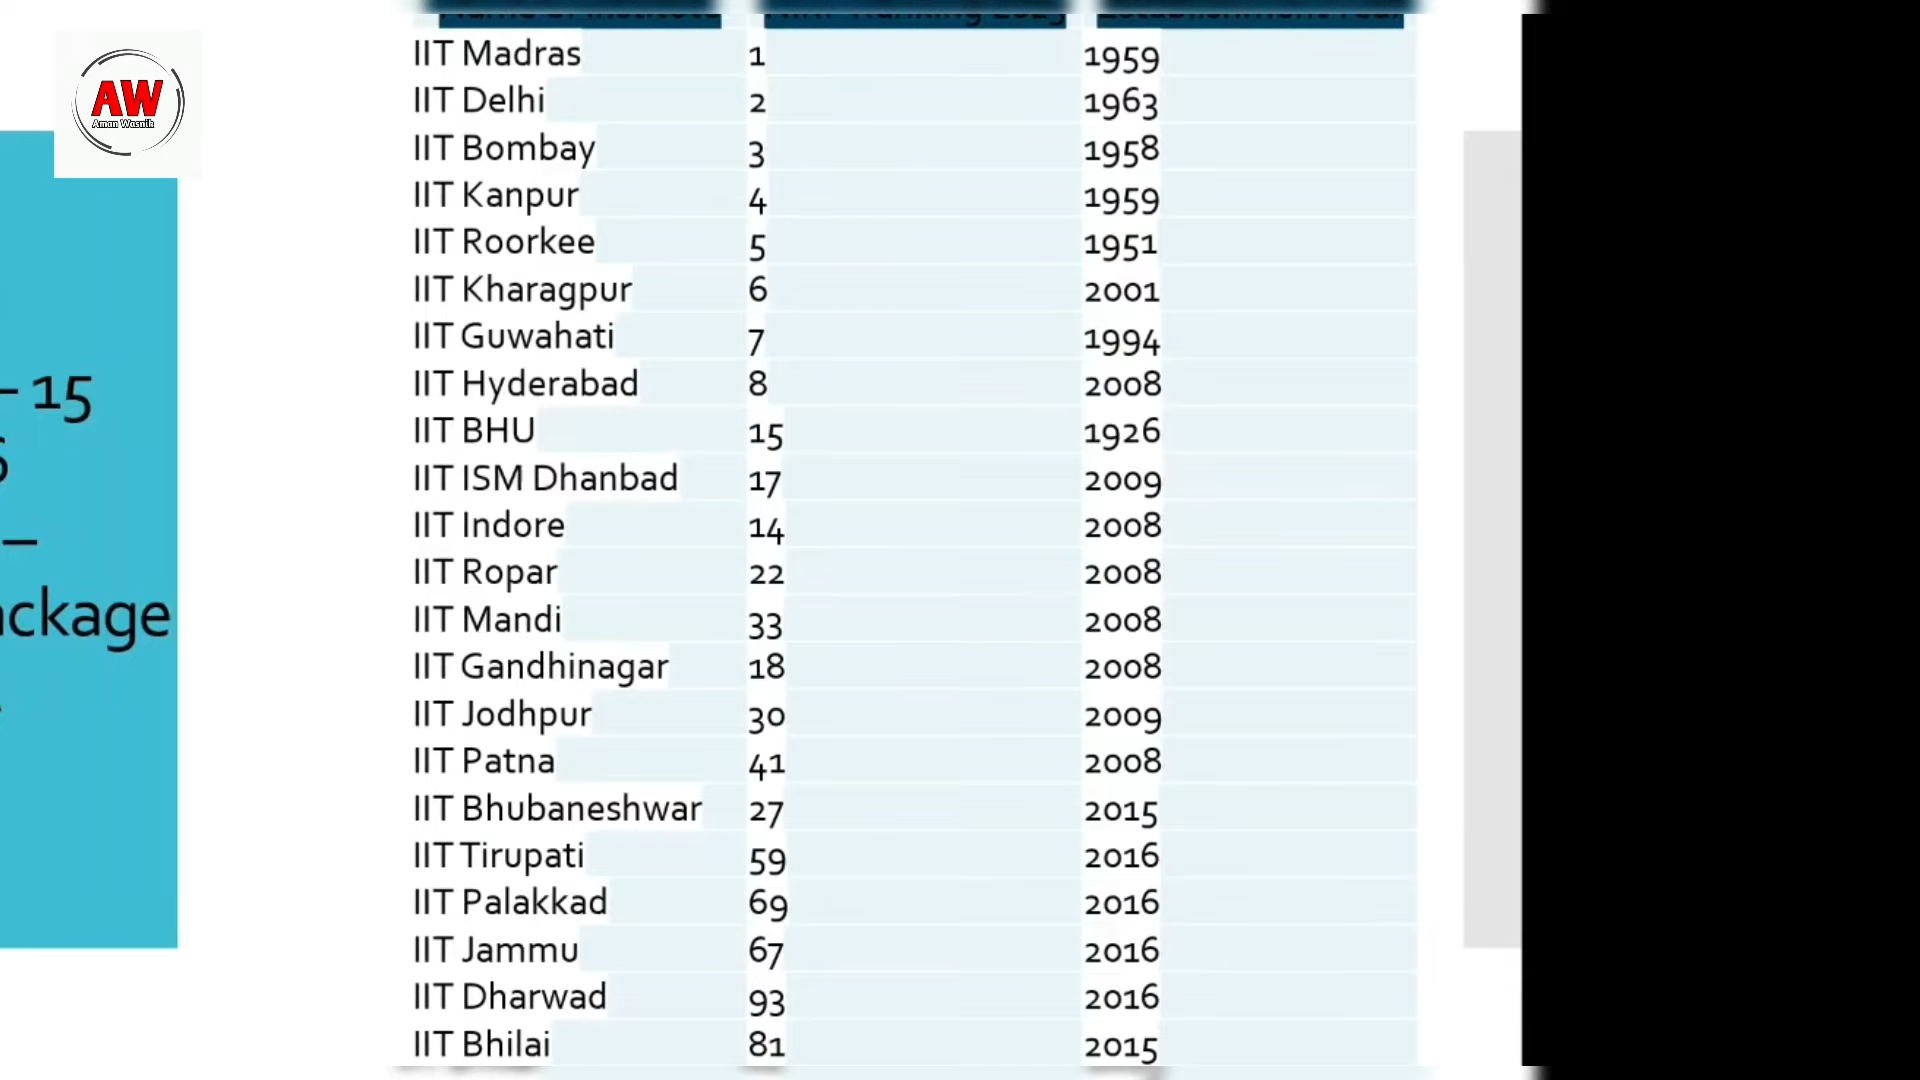 AW
Aman Wasnik
– 15
–
ackage
IIT Madras 1 1959
IIT Delhi 2 1963
IIT Bombay 3 1958
IIT Kanpur 4 1959
IIT Roorkee 5 1951
IIT Kharagpur 6 2001
IIT Guwahati 7 1994
IIT Hyderabad 8 2008
IIT BHU 15 1926
IIT ISM Dhanbad 17 2009
IIT Indore 14 2008
IIT Ropar 22 2008
IIT Mandi 33 2008
IIT Gandhinagar 18 2008
IIT Jodhpur 30 2009
IIT Patna 41 2008
IIT Bhubaneshwar 27 2015
IIT Tirupati 59 2016
IIT Palakkad 69 2016
IIT Jammu 67 2016
IIT Dharwad 93 2016
IIT Bhilai 81 2015